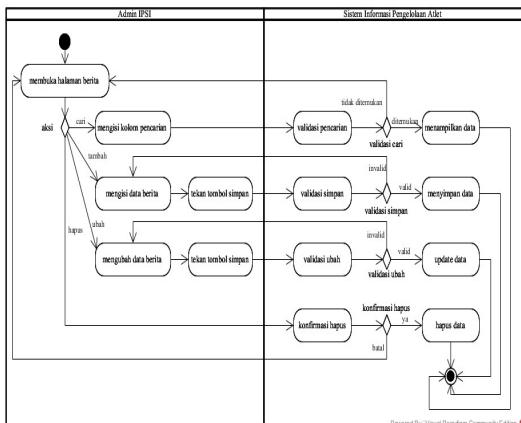 Admin IPSI
Sistem Informasi Pengelolaan Atlet
membuka halaman berita
tidak ditemukan
aksi
cari
mengisi kolom pencarian
validasi pencarian
ditemukan
menampilkan data
validasi cari
tambah
invalid
mengisi data berita
tekan tombol simpan
validasi simpan
valid
menyimpan data
validasi simpan
hapus
ubah
invalid
mengubah data berita
tekan tombol simpan
validasi ubah
valid
update data
validasi ubah
konfirmasi hapus
konfirmasi hapus
ya
hapus data
batal